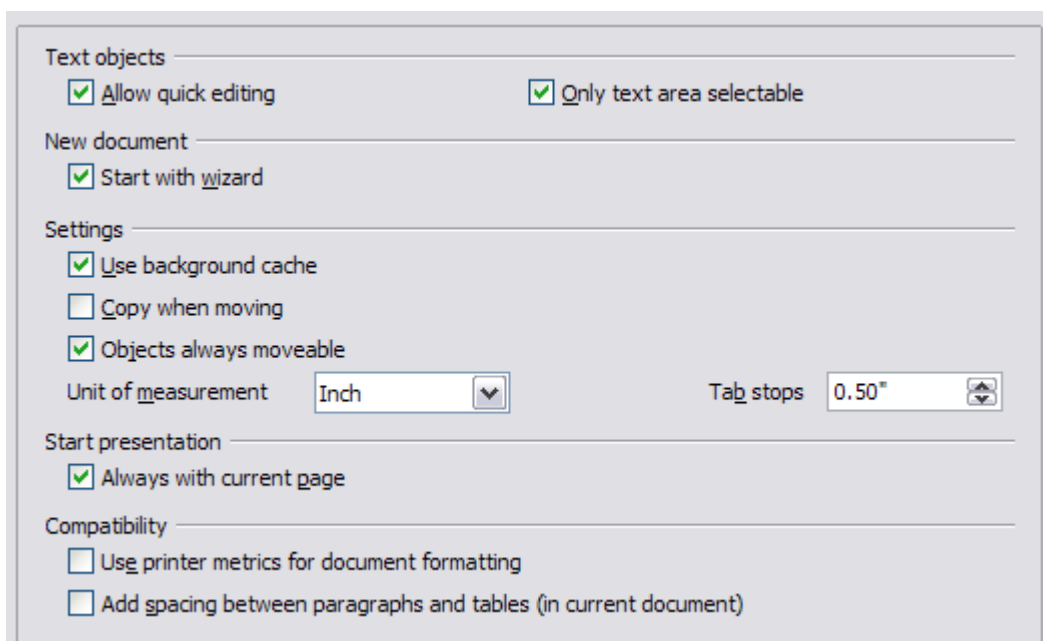 Text objects
Allow quick editing Only text area selectable
New document
Start with wizard
Settings
Use background cache
Copy when moving
Objects always moveable
Unit of measurement Inch Tab stops 0.50"
Start presentation
Always with current page
Compatibility
Use printer metrics for document formatting
Add spacing between paragraphs and tables (in current document)